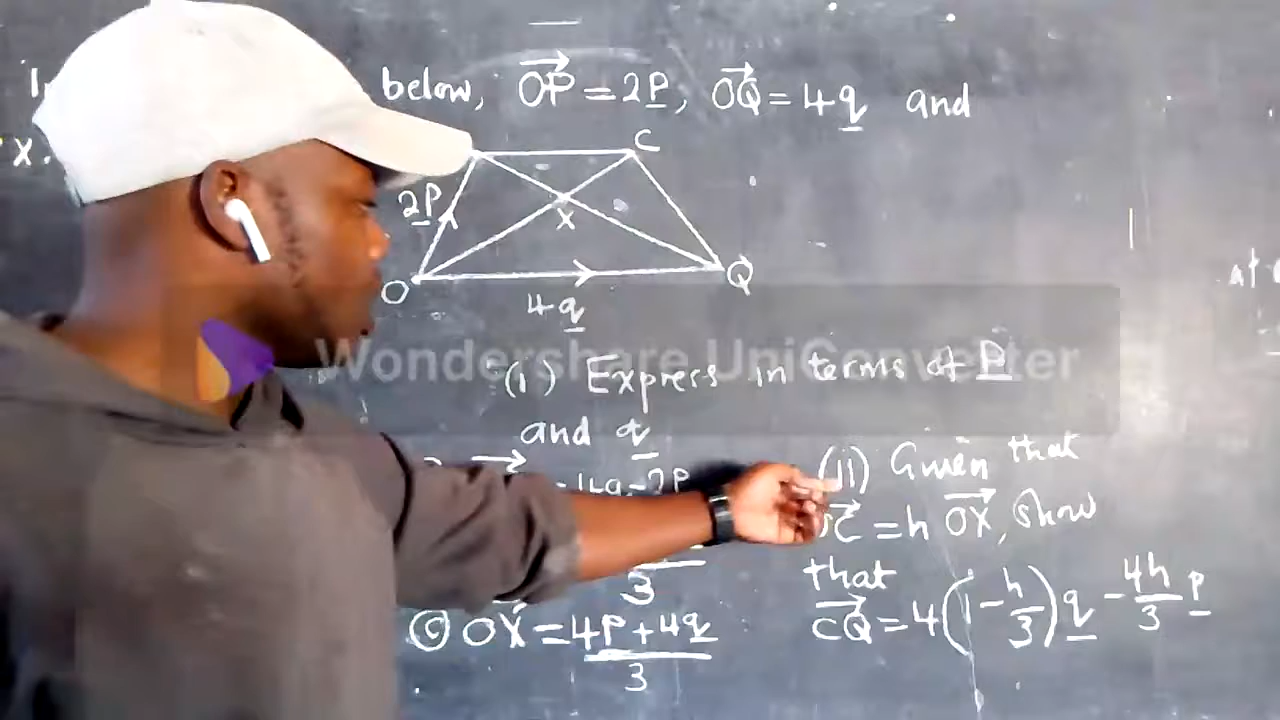 below, OP = 2p, OQ = 4q and
X.
C
2p
X
O
Q
4q
Wondershare UniConverter
(i) Express in terms of p
and q
(ii) Given that
= h OX, show
that
CQ = 4(1 - h/3)q - 4h/3 p
3
(c) OX = 4p + 4q
3